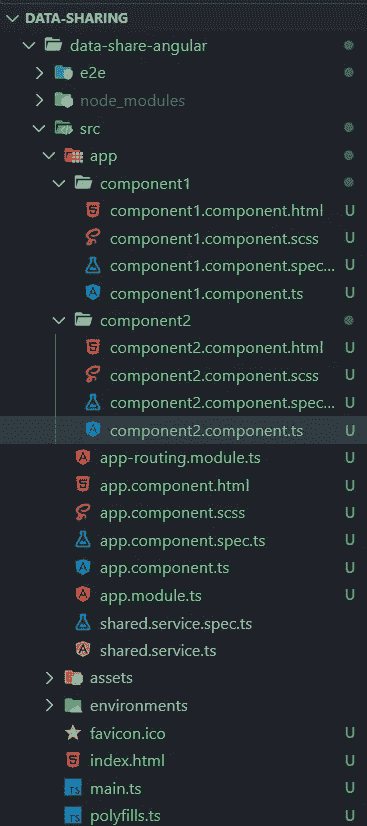 DATA-SHARING
data-share-angular
e2e
node_modules
src
app
component1
component1.component.html U
component1.component.scss U
component1.component.spec... U
component1.component.ts U
component2
component2.component.html U
component2.component.scss U
component2.component.spec... U
component2.component.ts U
app-routing.module.ts U
app.component.html U
app.component.scss U
app.component.spec.ts U
app.component.ts U
app.module.ts U
shared.service.spec.ts
shared.service.ts
assets
environments
favicon.ico U
index.html U
TS main.ts U
TS polyfills.ts U